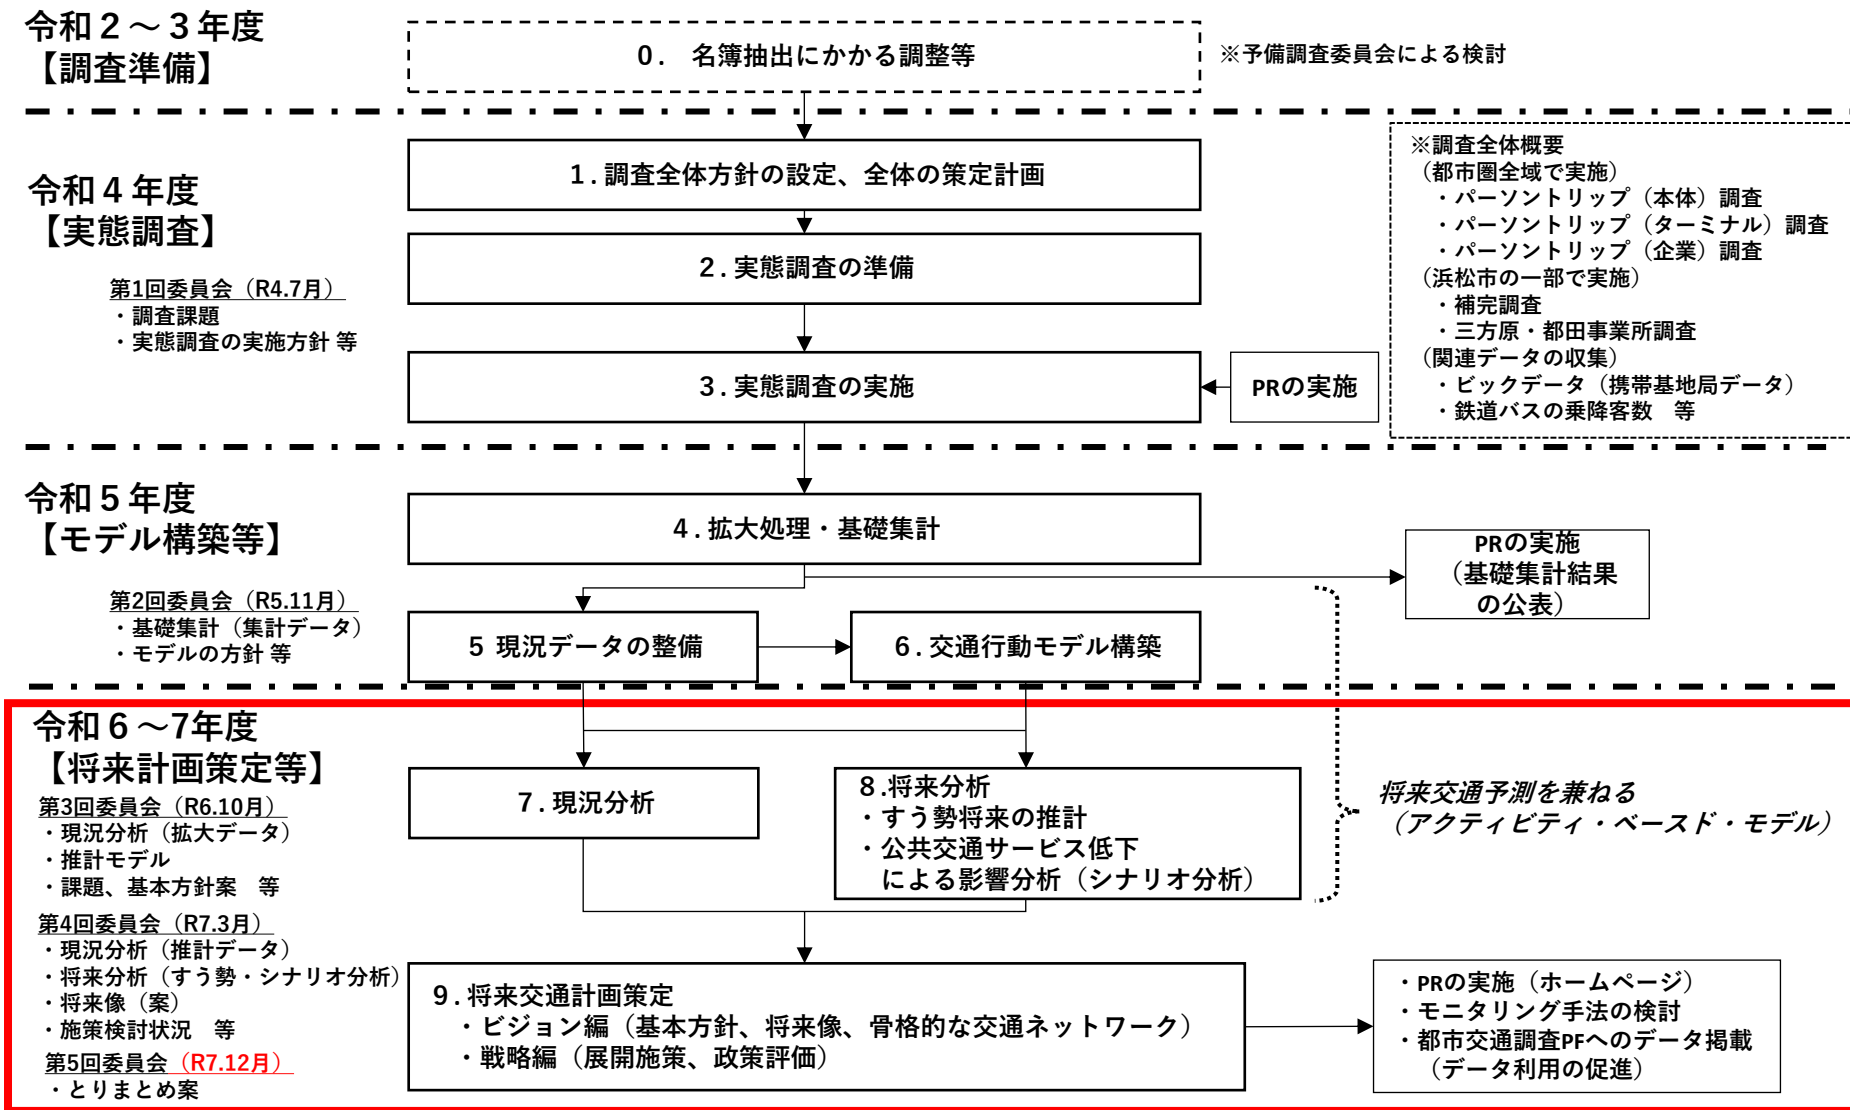 令和２～３年度
【調査準備】
０.　名簿抽出にかかる調整等
※予備調査委員会による検討
令和４年度
【実態調査】
第1回委員会（R4.7月）
・調査課題
・実態調査の実施方針 等
１.調査全体方針の設定、全体の策定計画
２.実態調査の準備
３.実態調査の実施
PRの実施
※調査全体概要
（都市圏全域で実施）
・パーソントリップ（本体）調査
・パーソントリップ（ターミナル）調査
・パーソントリップ（企業）調査
（浜松市の一部で実施）
・補完調査
・三方原・都田事業所調査
（関連データの収集）
・ビックデータ（携帯基地局データ）
・鉄道バスの乗降客数　等
令和５年度
【モデル構築等】
第2回委員会（R5.11月）
・基礎集計（集計データ）
・モデルの方針 等
４.拡大処理・基礎集計
PRの実施
（基礎集計結果
の公表）
５ 現況データの整備
６.交通行動モデル構築
令和６～7年度
【将来計画策定等】
第3回委員会（R6.10月）
・現況分析（拡大データ）
・推計モデル
・課題、基本方針案　等
第4回委員会（R7.3月）
・現況分析（推計データ）
・将来分析（すう勢・シナリオ分析）
・将来像（案）
・施策検討状況　等
第5回委員会（R7.12月）
・とりまとめ案
７.現況分析
８.将来分析
・すう勢将来の推計
・公共交通サービス低下
による影響分析（シナリオ分析）
将来交通予測を兼ねる
（アクティビティ・ベースド・モデル）
９.将来交通計画策定
・ビジョン編（基本方針、将来像、骨格的な交通ネットワーク）
・戦略編（展開施策、政策評価）
・PRの実施（ホームページ）
・モニタリング手法の検討
・都市交通調査PFへのデータ掲載
（データ利用の促進）